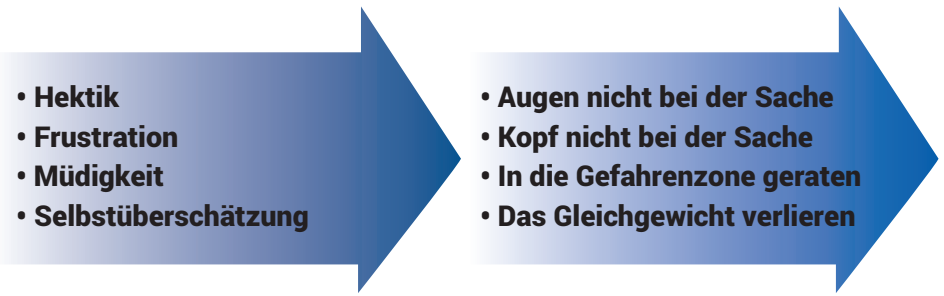 • Hektik
• Frustration
• Müdigkeit
• Selbstüberschätzung
• Augen nicht bei der Sache
• Kopf nicht bei der Sache
• In die Gefahrenzone geraten
• Das Gleichgewicht verlieren